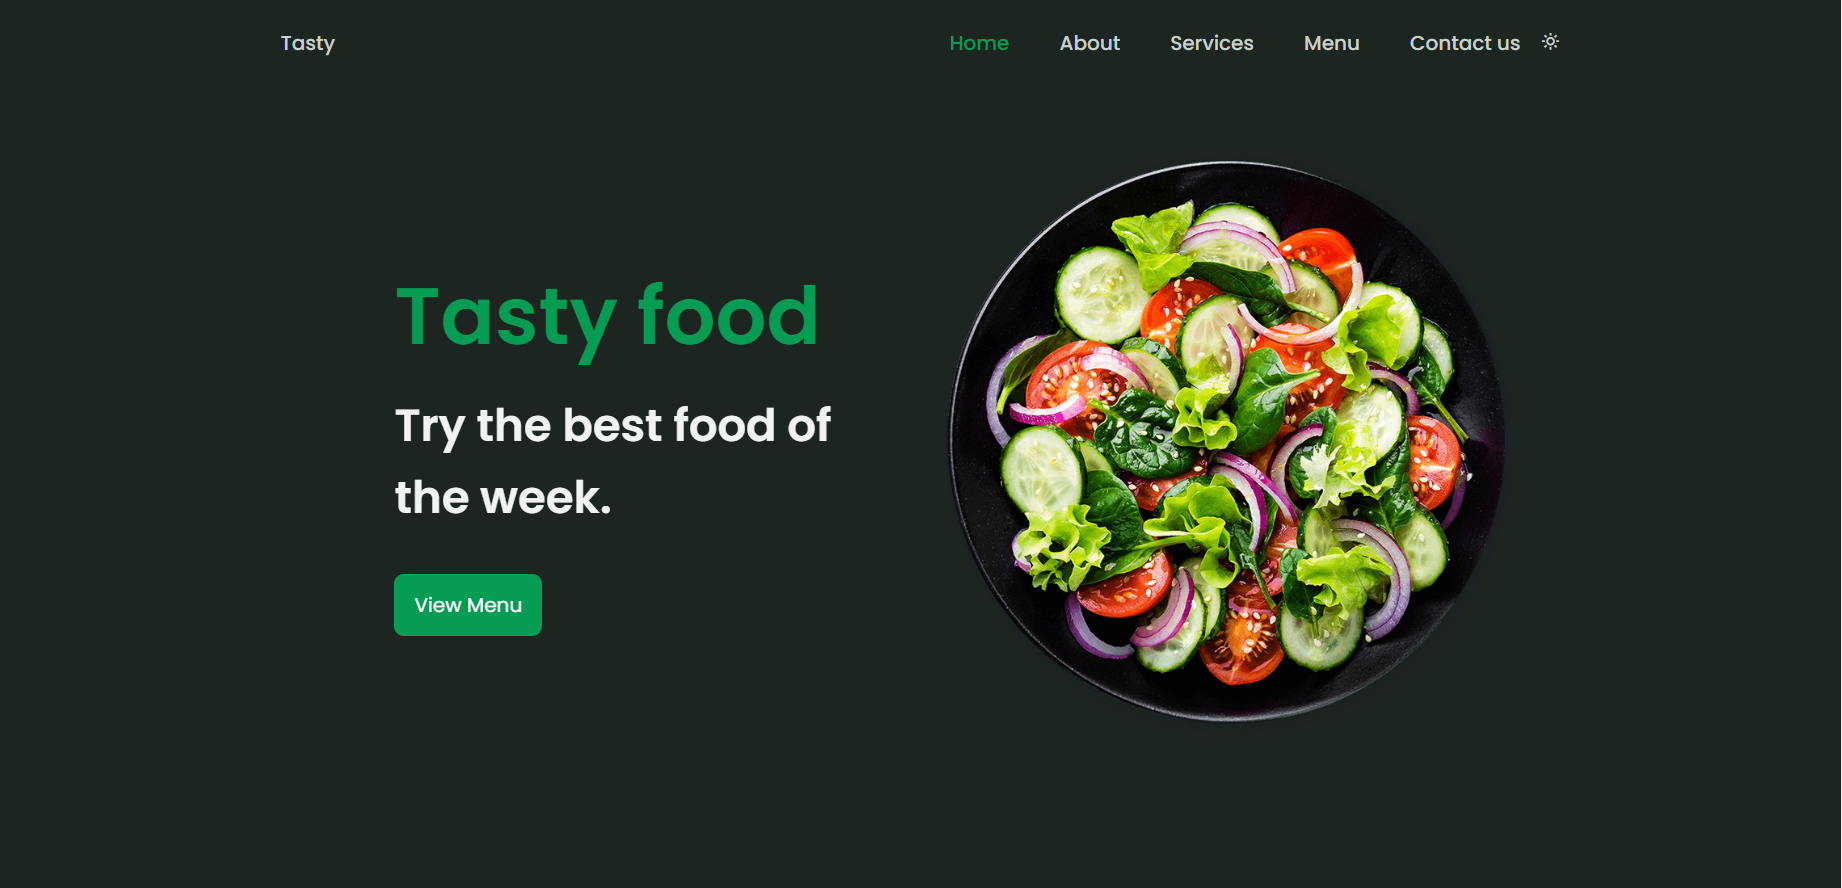 Tasty
Home About Services Menu Contact us
Tasty food
Try the best food of
the week.
View Menu